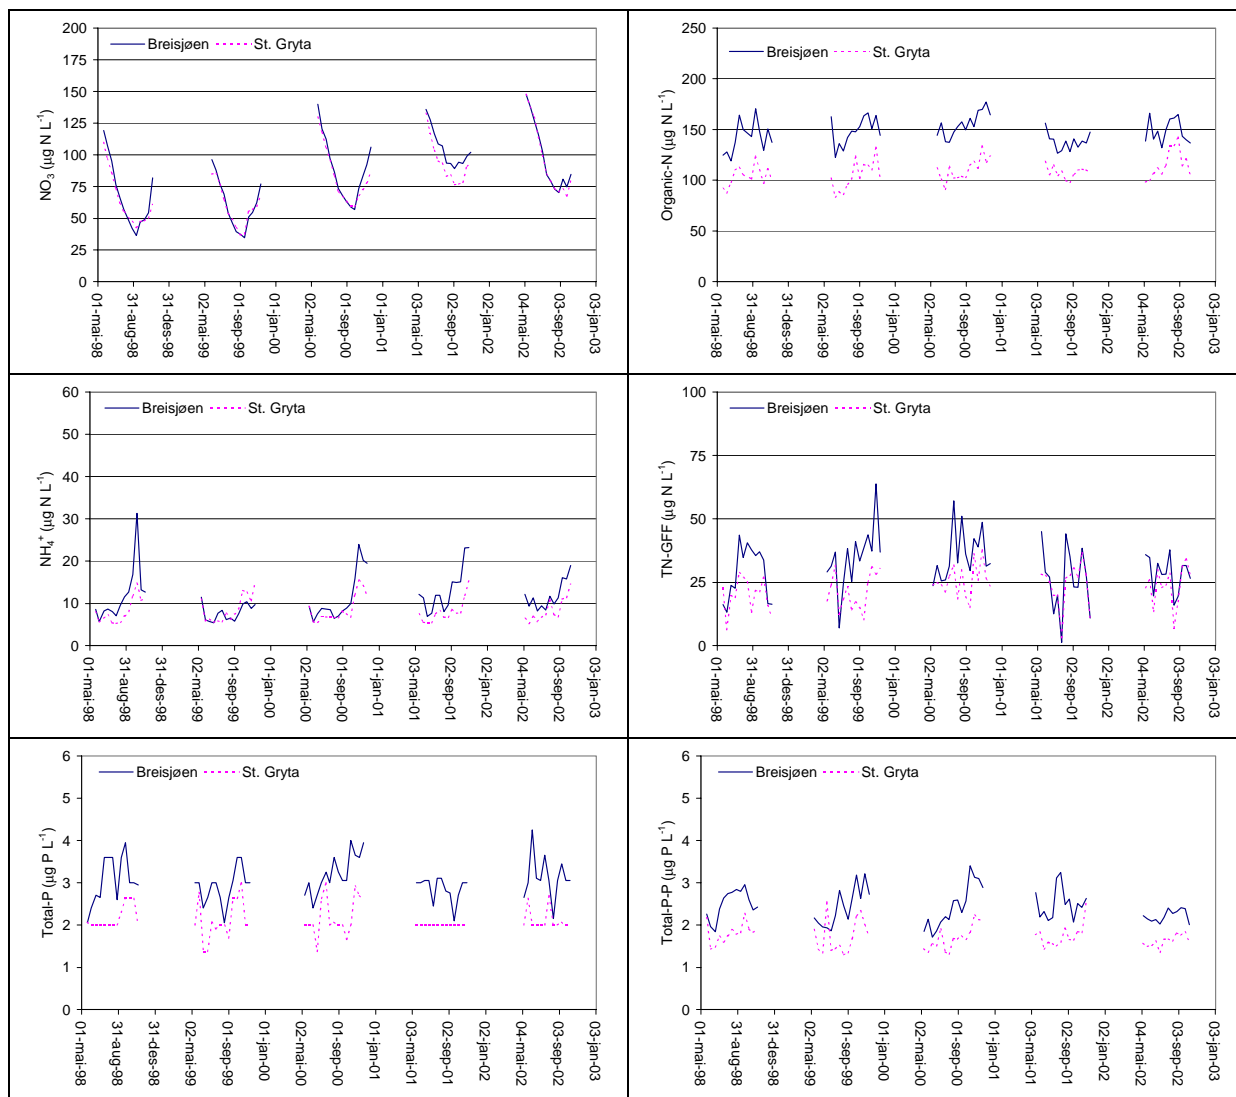 Breisjøen St. Gryta
NO3 (µg N L-1)
200
175
150
125
100
75
50
25
0
01-mai-98
31-aug-98
31-des-98
02-mai-99
01-sep-99
01-jan-00
02-mai-00
01-sep-00
01-jan-01
03-mai-01
02-sep-01
02-jan-02
04-mai-02
03-sep-02
03-jan-03
Breisjøen St. Gryta
Organic-N (µg N L-1)
250
200
150
100
50
0
01-mai-98
31-aug-98
31-des-98
02-mai-99
01-sep-99
01-jan-00
02-mai-00
01-sep-00
01-jan-01
03-mai-01
02-sep-01
02-jan-02
04-mai-02
03-sep-02
03-jan-03
Breisjøen St. Gryta
NH4+ (µg N L-1)
60
50
40
30
20
10
0
01-mai-98
31-aug-98
31-des-98
02-mai-99
01-sep-99
01-jan-00
02-mai-00
01-sep-00
01-jan-01
03-mai-01
02-sep-01
02-jan-02
04-mai-02
03-sep-02
03-jan-03
Breisjøen St. Gryta
TN-GFF (µg N L-1)
100
75
50
25
0
01-mai-98
31-aug-98
31-des-98
02-mai-99
01-sep-99
01-jan-00
02-mai-00
01-sep-00
01-jan-01
03-mai-01
02-sep-01
02-jan-02
04-mai-02
03-sep-02
03-jan-03
Breisjøen St. Gryta
Total-P (µg P L-1)
6
5
4
3
2
1
0
01-mai-98
31-aug-98
31-des-98
02-mai-99
01-sep-99
01-jan-00
02-mai-00
01-sep-00
01-jan-01
03-mai-01
02-sep-01
02-jan-02
04-mai-02
03-sep-02
03-jan-03
Breisjøen St. Gryta
Total-P-P (µg P L-1)
6
5
4
3
2
1
0
01-mai-98
31-aug-98
31-des-98
02-mai-99
01-sep-99
01-jan-00
02-mai-00
01-sep-00
01-jan-01
03-mai-01
02-sep-01
02-jan-02
04-mai-02
03-sep-02
03-jan-03